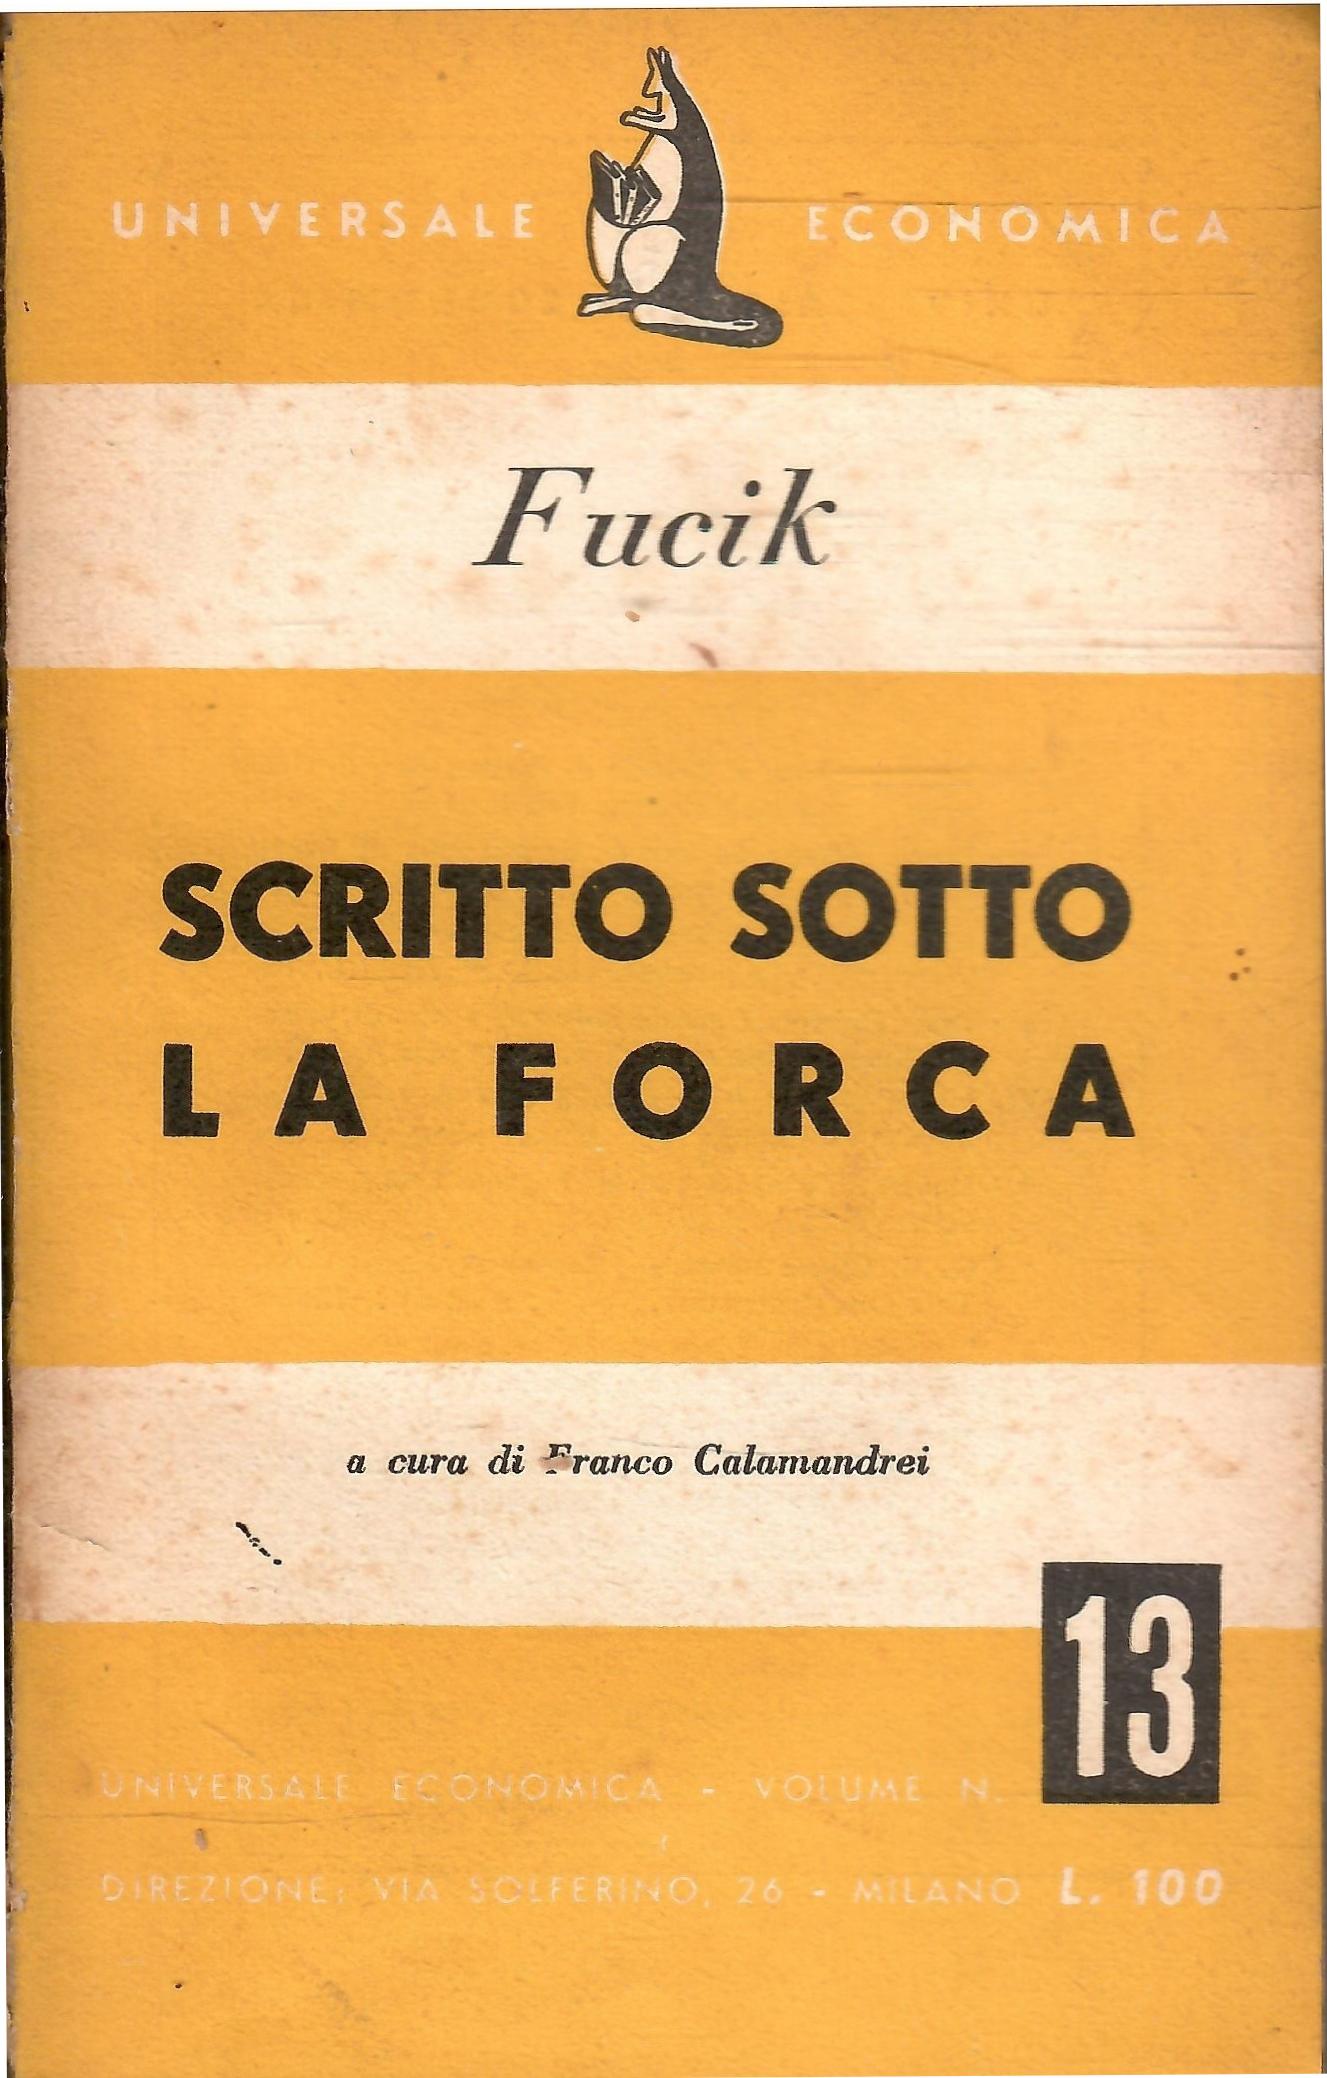 UNIVERSALE ECONOMICA
Fucik
SCRITTO SOTTO
LA FORCA
a cura di Franco Calamandrei
13
UNIVERSALE ECONOMICA - VOLUME N.
DIREZIONE: VIA SOLFERINO, 26 - MILANO L. 100